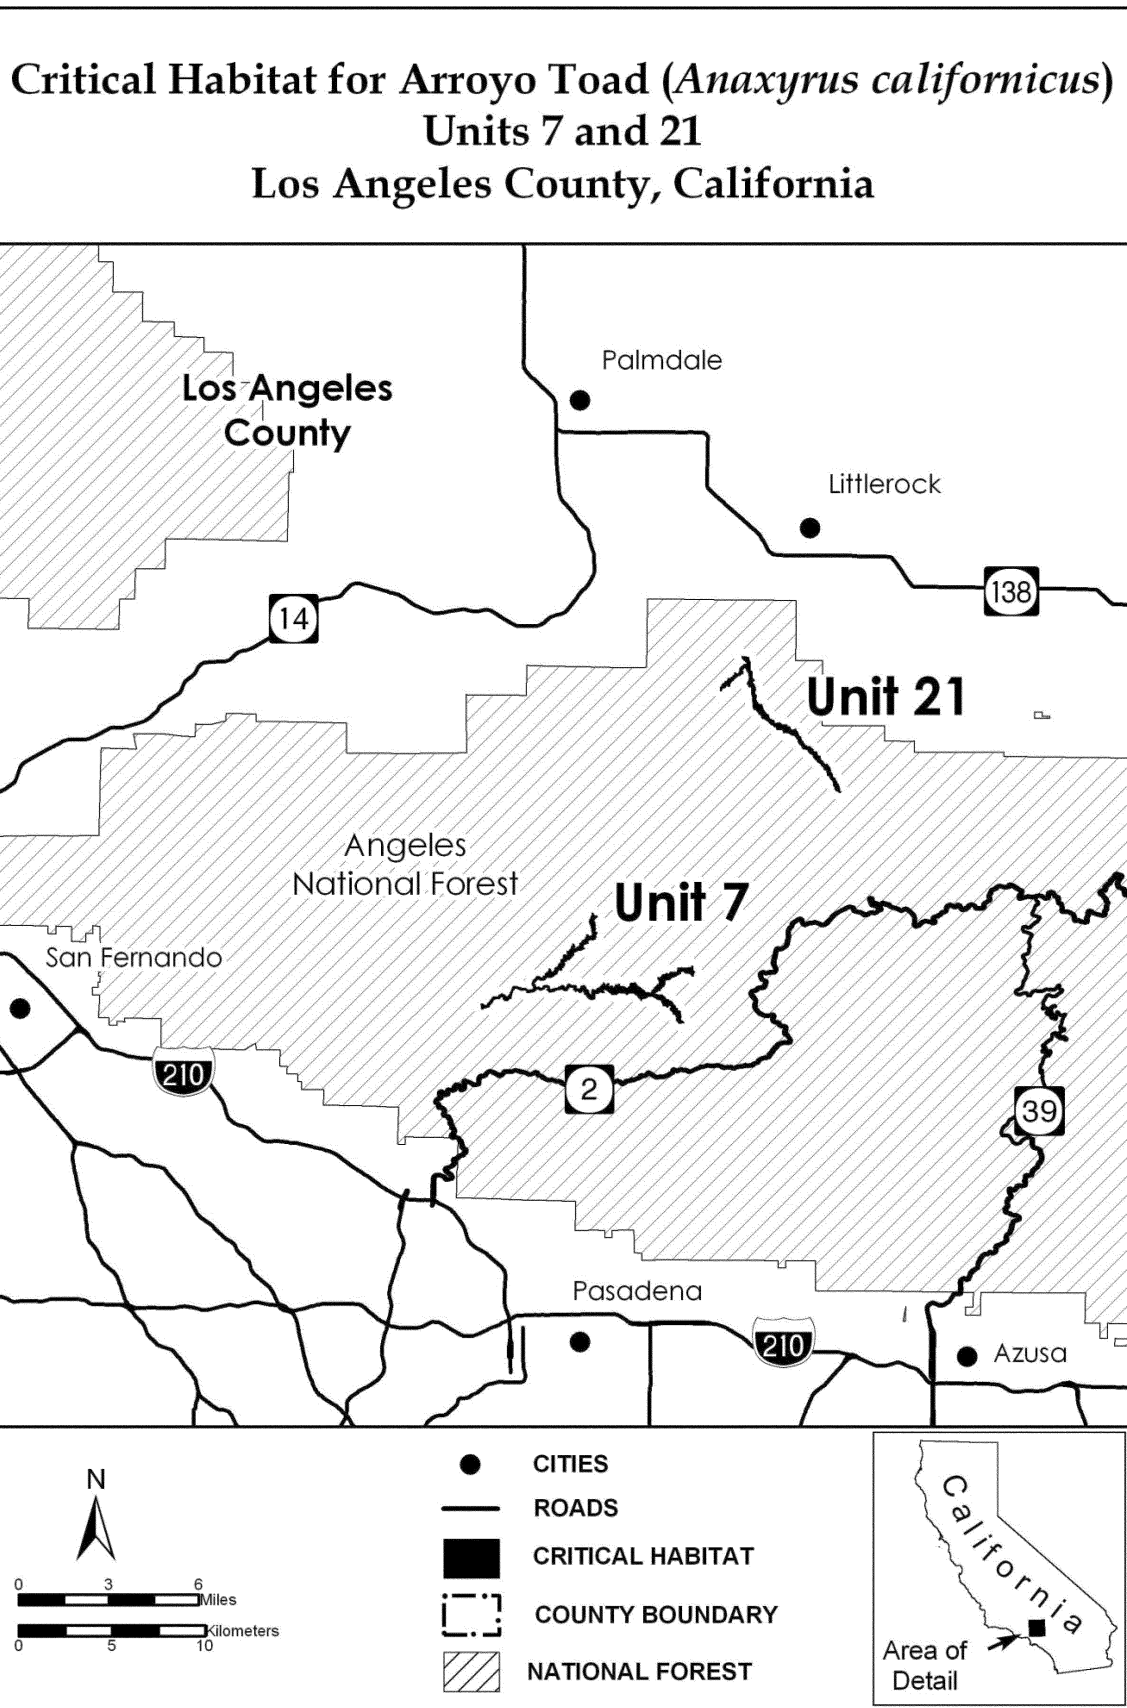 Critical Habitat for Arroyo Toad (Anaxyrus californicus)
Units 7 and 21
Los Angeles County, California
Palmdale
Los Angeles
County
Littlerock
138
14
Unit 21
Angeles
National Forest
Unit 7
San Fernando
210
2
39
Pasadena
210
Azusa
N
0 3 6
Miles
Kilometers
0 5 10
CITIES
ROADS
CRITICAL HABITAT
COUNTY BOUNDARY
NATIONAL FOREST
California
Area of
Detail